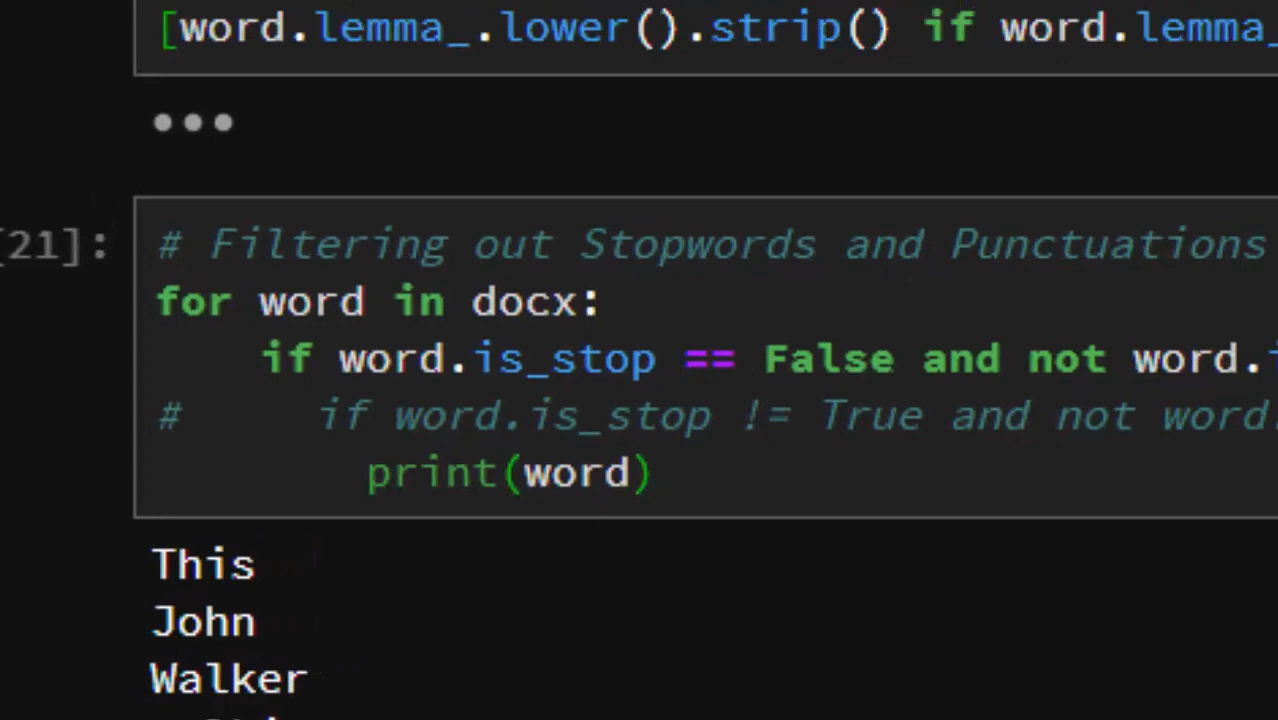 [word.lemma_.lower().strip() if word.lemma_
[21]:
# Filtering out Stopwords and Punctuations
for word in docx:
    if word.is_stop == False and not word.
#     if word.is_stop != True and not word.
        print(word)
This
John
Walker